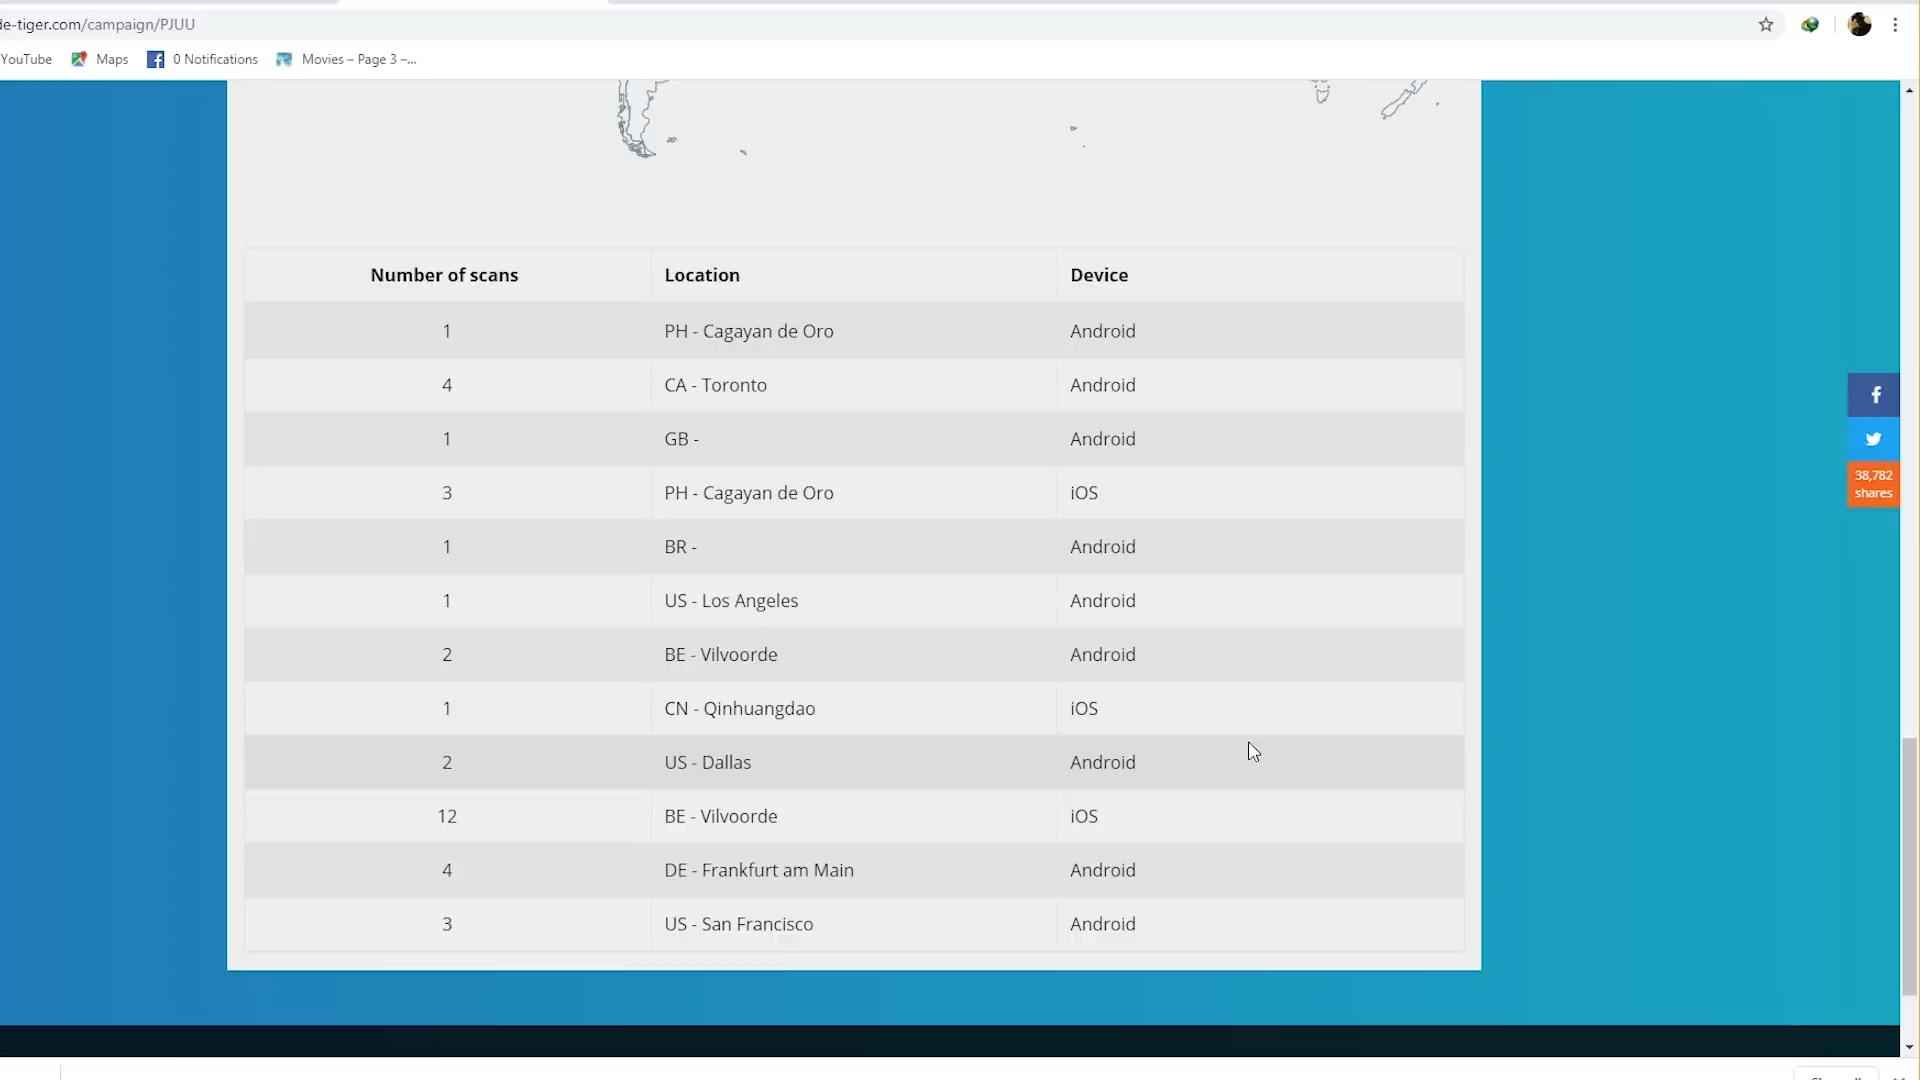 de-tiger.com/campaign/PJUU
YouTube Maps 0 Notifications Movies – Page 3 –...
Number of scans Location Device
1 PH - Cagayan de Oro Android
4 CA - Toronto Android
1 GB - Android
3 PH - Cagayan de Oro iOS
1 BR - Android
1 US - Los Angeles Android
2 BE - Vilvoorde Android
1 CN - Qinhuangdao iOS
2 US - Dallas Android
12 BE - Vilvoorde iOS
4 DE - Frankfurt am Main Android
3 US - San Francisco Android
38,782
shares